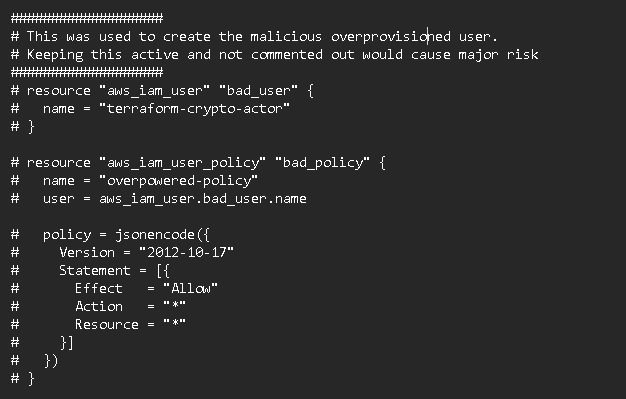 ########################
# This was used to create the malicious overprovisioned user.
# Keeping this active and not commented out would cause major risk
########################
# resource "aws_iam_user" "bad_user" {
#   name = "terraform-crypto-actor"
# }

# resource "aws_iam_user_policy" "bad_policy" {
#   name = "overpowered-policy"
#   user = aws_iam_user.bad_user.name

#   policy = jsonencode({
#     Version = "2012-10-17"
#     Statement = [{
#       Effect   = "Allow"
#       Action   = "*"
#       Resource = "*"
#     }]
#   })
# }